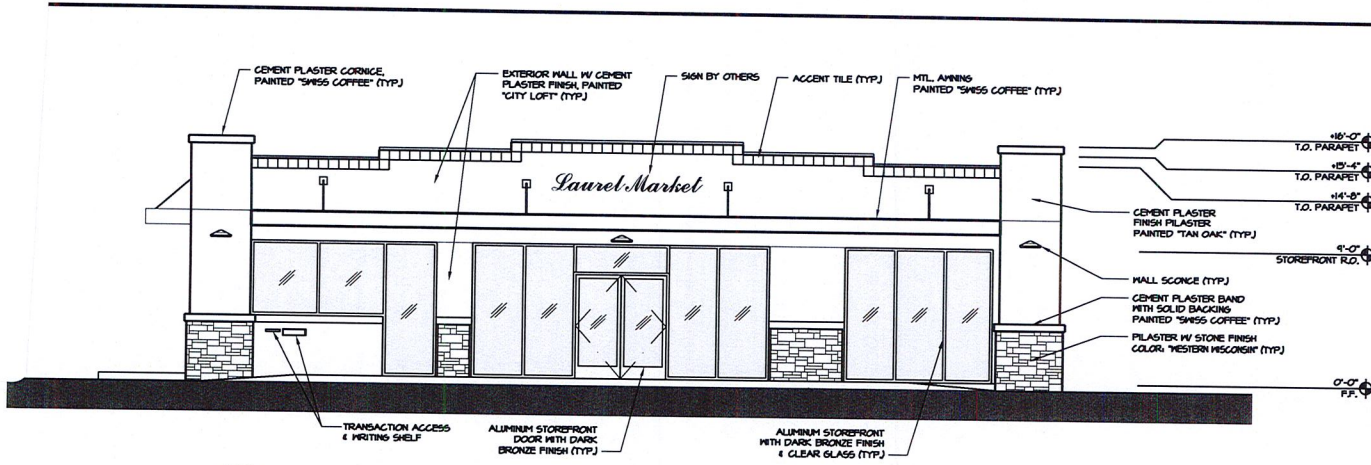 CEMENT PLASTER CORNICE,
PAINTED "SWISS COFFEE" (TYP.)
EXTERIOR WALL W/ CEMENT
PLASTER FINISH, PAINTED
"CITY LOFT" (TYP.)
SIGN BY OTHERS
ACCENT TILE (TYP.)
MTL. AWNING
PAINTED "SWISS COFFEE" (TYP.)
Laurel Market
+16'-0"
T.O. PARAPET
+15'-4"
T.O. PARAPET
+14'-8"
T.O. PARAPET
CEMENT PLASTER
FINISH PILASTER
PAINTED "TAN OAK" (TYP.)
9'-0"
STOREFRONT R.O.
WALL SCONCE (TYP.)
CEMENT PLASTER BAND
WITH SOLID BACKING
PAINTED "SWISS COFFEE" (TYP.)
PILASTER W/ STONE FINISH
COLOR: "WESTERN WISCONSIN" (TYP.)
0'-0"
F.F.
TRANSACTION ACCESS
& WRITING SHELF
ALUMINUM STOREFRONT
DOOR WITH DARK
BRONZE FINISH (TYP.)
ALUMINUM STOREFRONT
WITH DARK BRONZE FINISH
& CLEAR GLASS (TYP.)